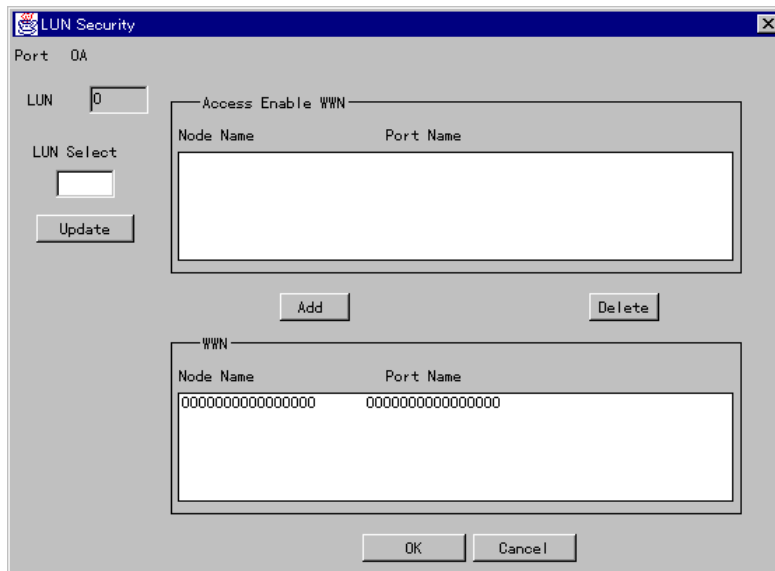 LUN Security
Port 0A
LUN 0
Access Enable WWN
Node Name Port Name
LUN Select
Update
Add Delete
WWN
Node Name Port Name
0000000000000000 0000000000000000
OK Cancel